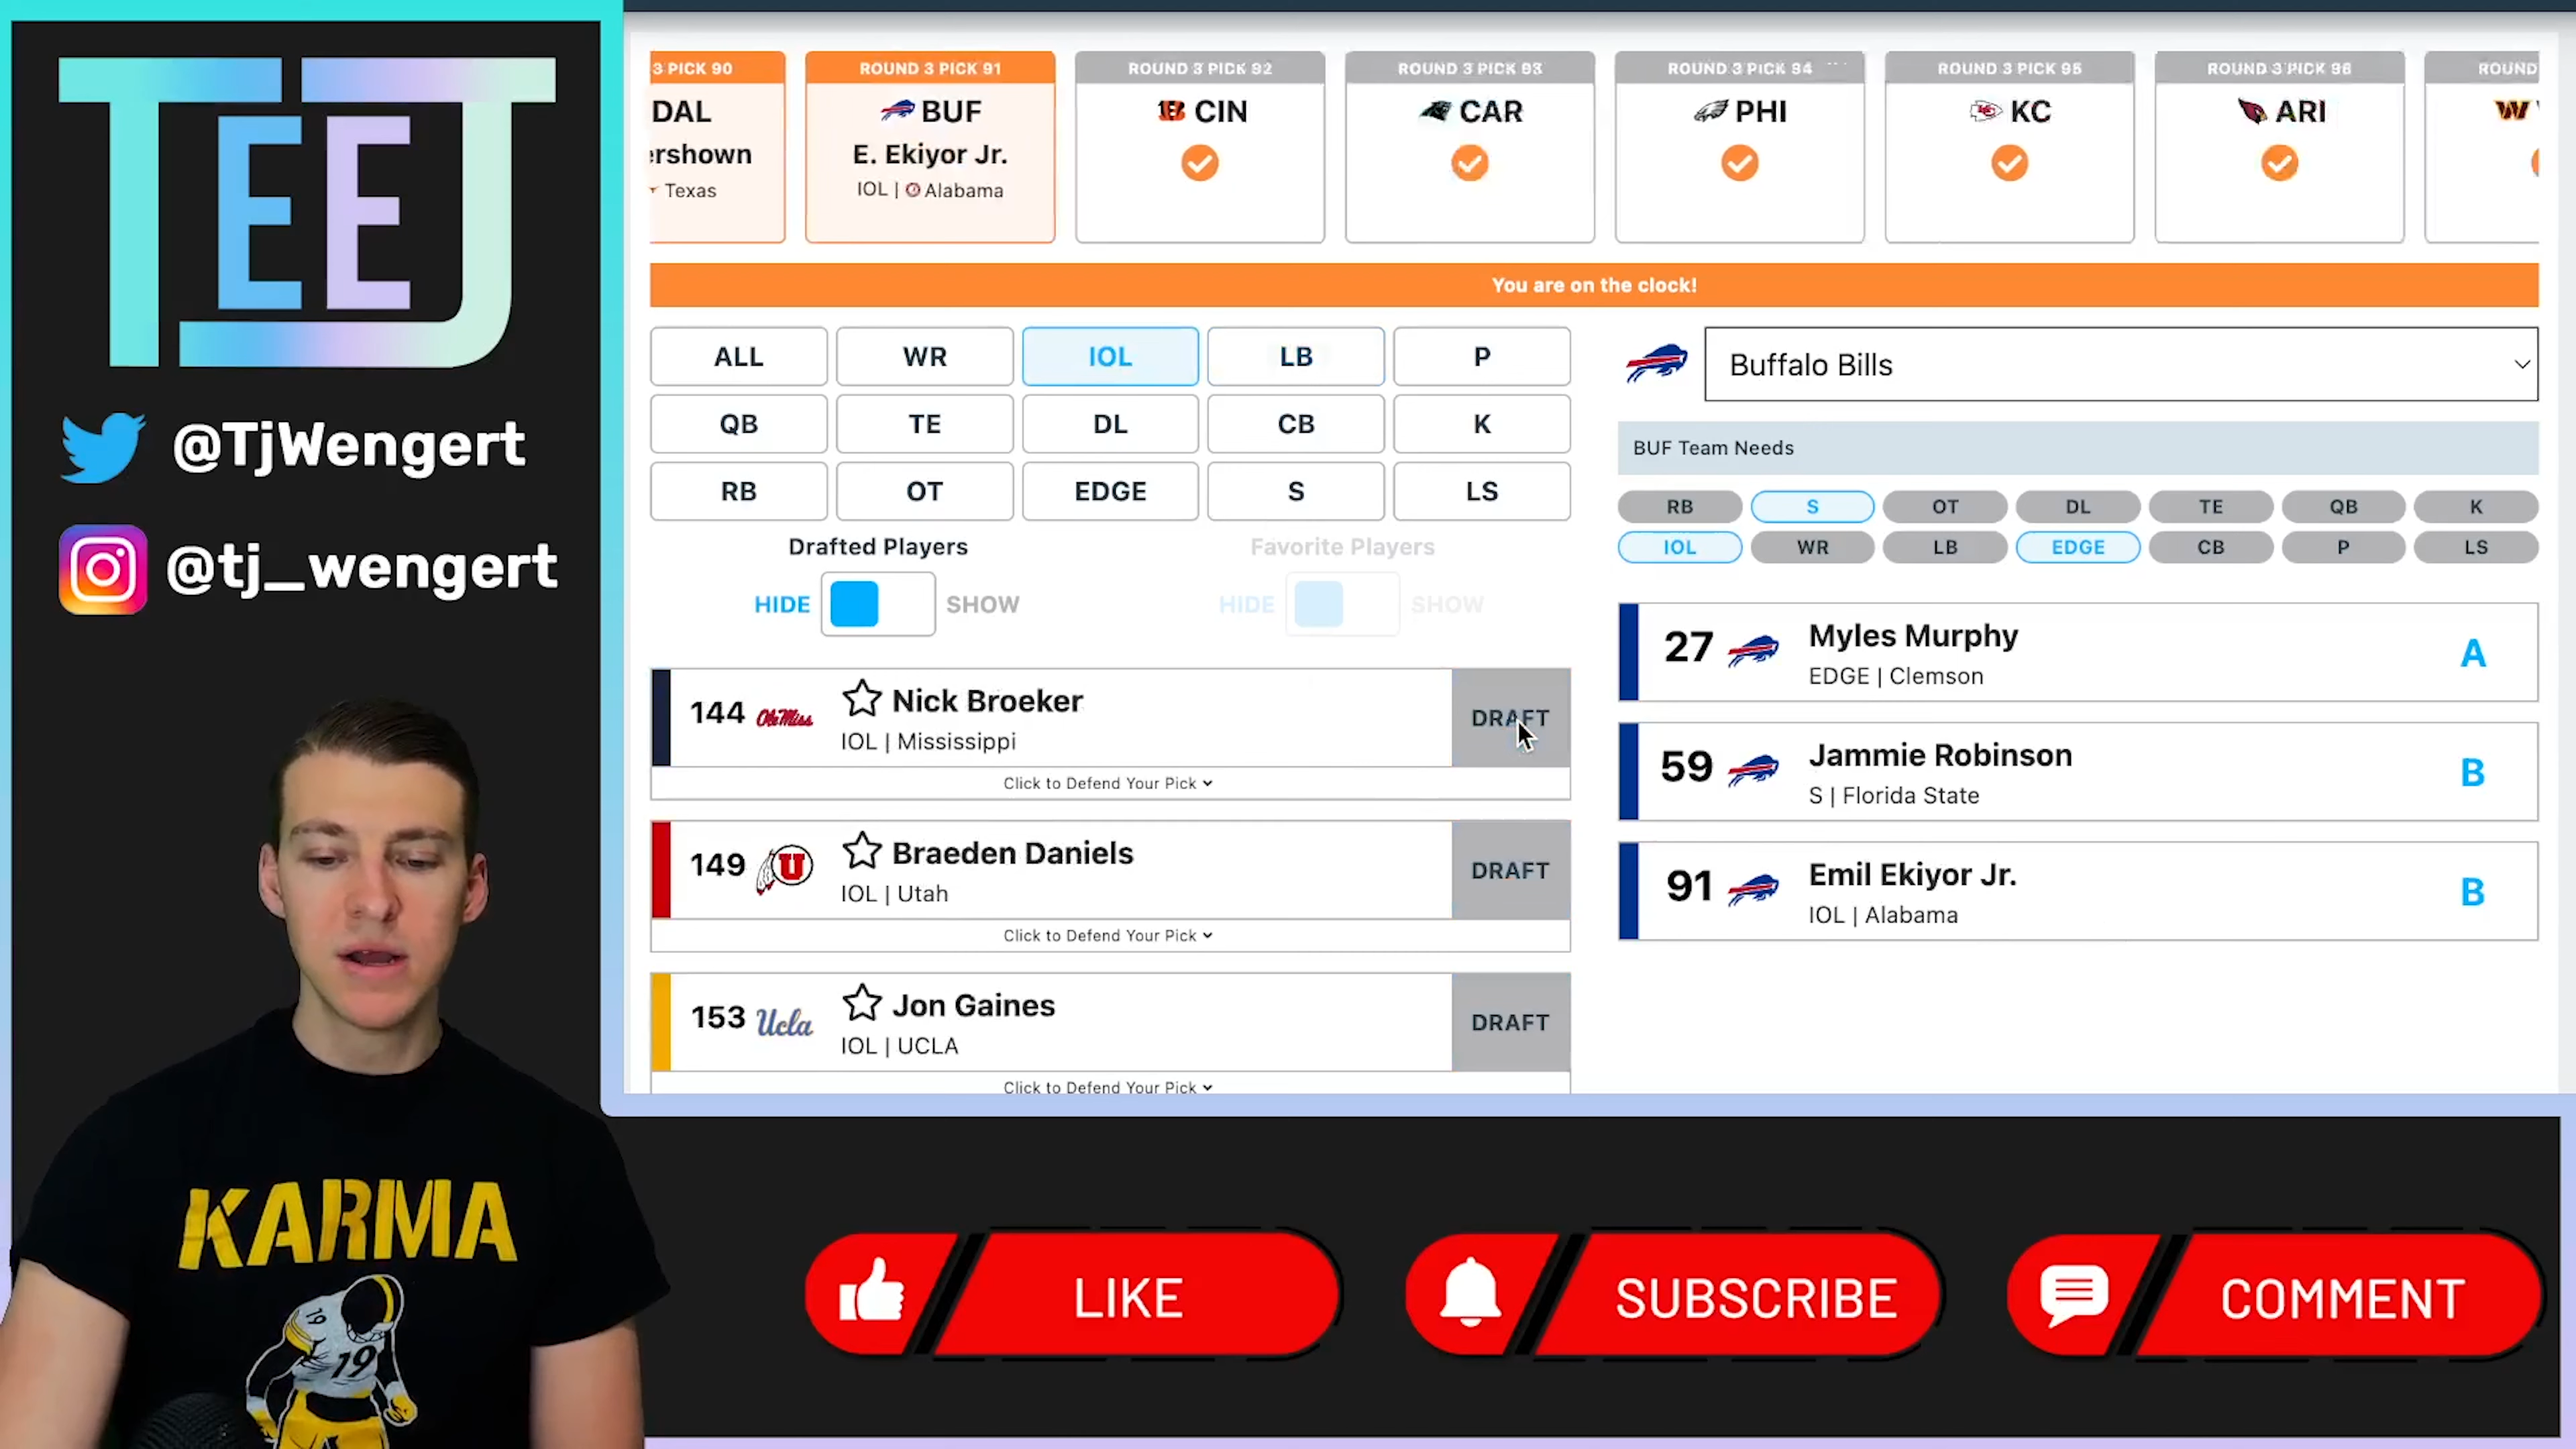 TEEJ
@TjWengert
@tj_wengert
3 PICK 90
DAL
ershown
Texas
ROUND 3 PICK 91
BUF
E. Ekiyor Jr.
IOL | Alabama
ROUND 3 PICK 92
CIN
ROUND 3 PICK 93
CAR
ROUND 3 PICK 94
PHI
ROUND 3 PICK 95
KC
ROUND 3 PICK 96
ARI
ROUND
You are on the clock!
ALL WR IOL LB P
QB TE DL CB K
RB OT EDGE S LS
Drafted Players
HIDE SHOW
Favorite Players
HIDE SHOW
144 Ole Miss Nick Broeker
IOL | Mississippi
DRAFT
Click to Defend Your Pick
149 U Braeden Daniels
IOL | Utah
DRAFT
Click to Defend Your Pick
153 Ucla Jon Gaines
IOL | UCLA
DRAFT
Click to Defend Your Pick
Buffalo Bills
BUF Team Needs
RB S OT DL TE QB K
IOL WR LB EDGE CB P LS
27 Myles Murphy
EDGE | Clemson
A
59 Jammie Robinson
S | Florida State
B
91 Emil Ekiyor Jr.
IOL | Alabama
B
KARMA
19
19
LIKE
SUBSCRIBE
COMMENT